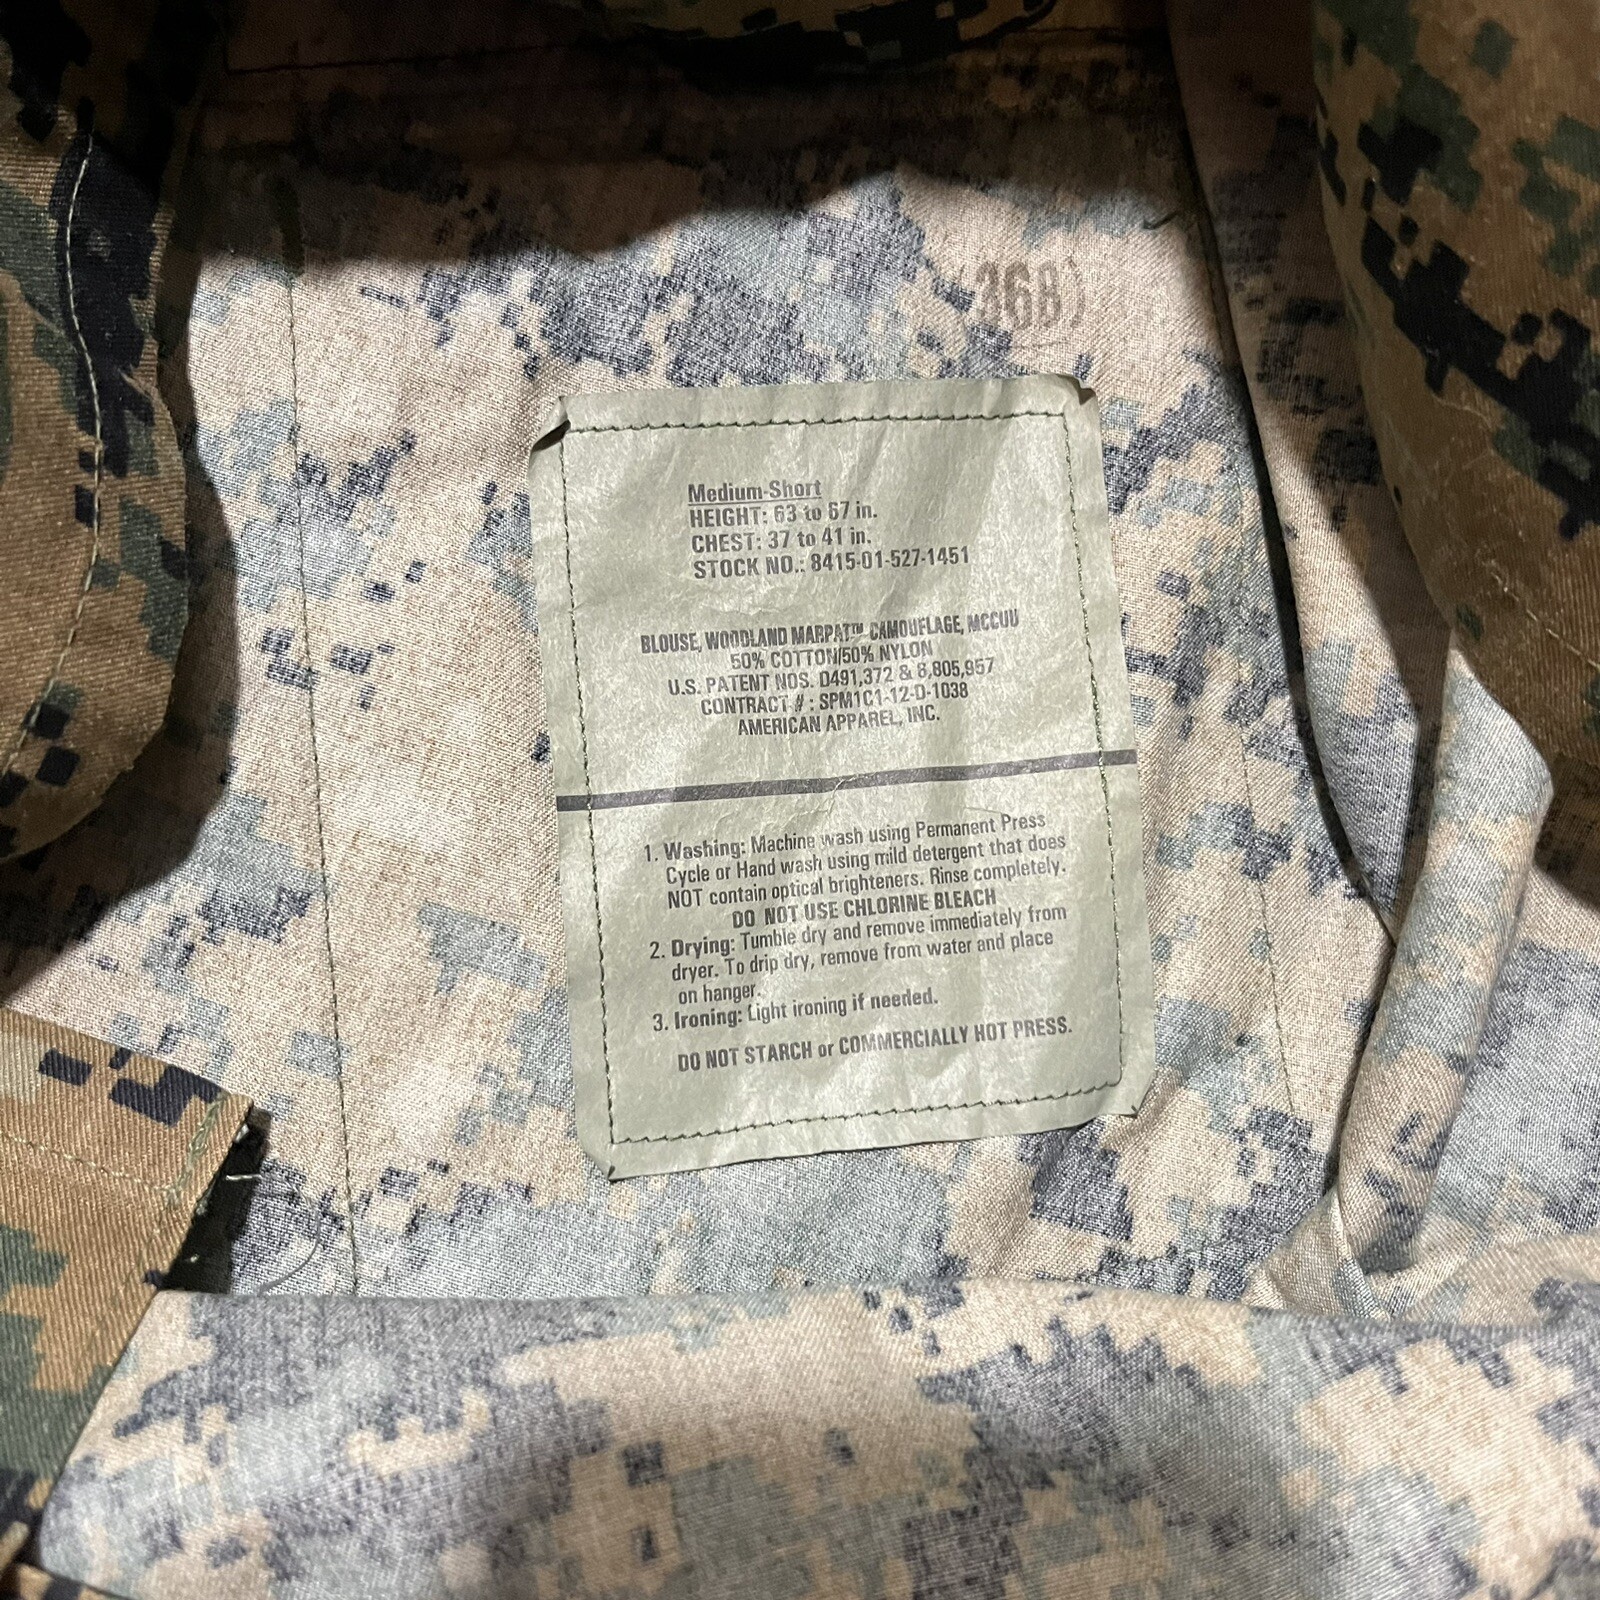 (368)
Medium-Short
HEIGHT: 63 to 67 in.
CHEST: 37 to 41 in.
STOCK NO.: 8415-01-527-1451
BLOUSE, WOODLAND MARPAT™ CAMOUFLAGE, MCCUU
50% COTTON/50% NYLON
U.S. PATENT NOS. D491,372 & 6,805,957
CONTRACT # : SPM1C1-12-D-1038
AMERICAN APPAREL, INC.
1. Washing: Machine wash using Permanent Press
Cycle or Hand wash using mild detergent that does
NOT contain optical brighteners. Rinse completely.
DO NOT USE CHLORINE BLEACH
2. Drying: Tumble dry and remove immediately from
dryer. To drip dry, remove from water and place
on hanger.
3. Ironing: Light ironing if needed.
DO NOT STARCH or COMMERCIALLY HOT PRESS.